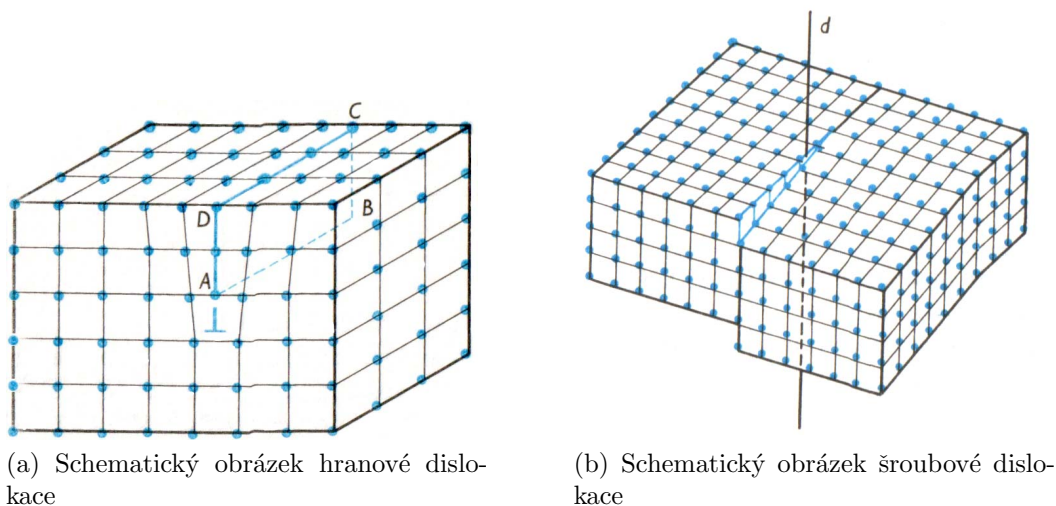 d
C
D
B
A
(a) Schematický obrázek hranové dislo-
kace
(b) Schematický obrázek šroubové dislo-
kace